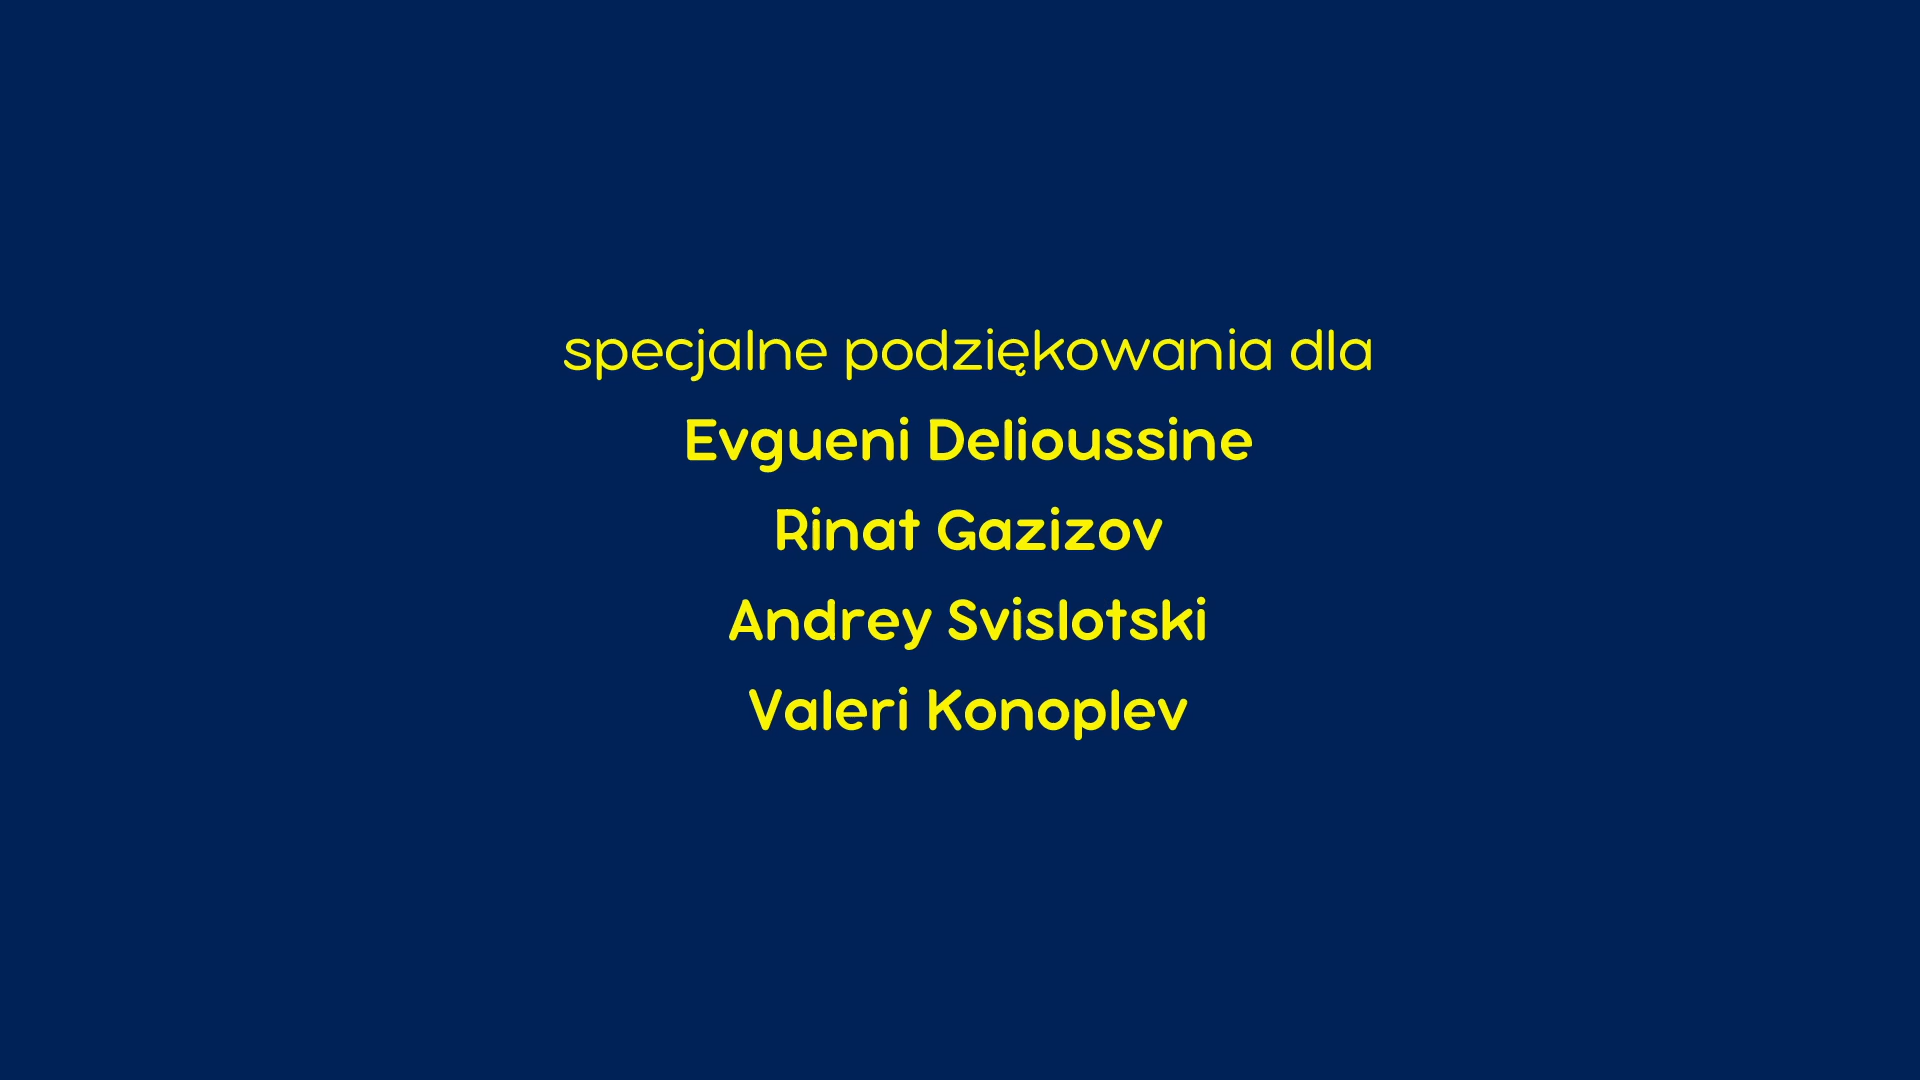 specjalne podziękowania dla
Evgueni Delioussine
Rinat Gazizov
Andrey Svislotski
Valeri Konoplev